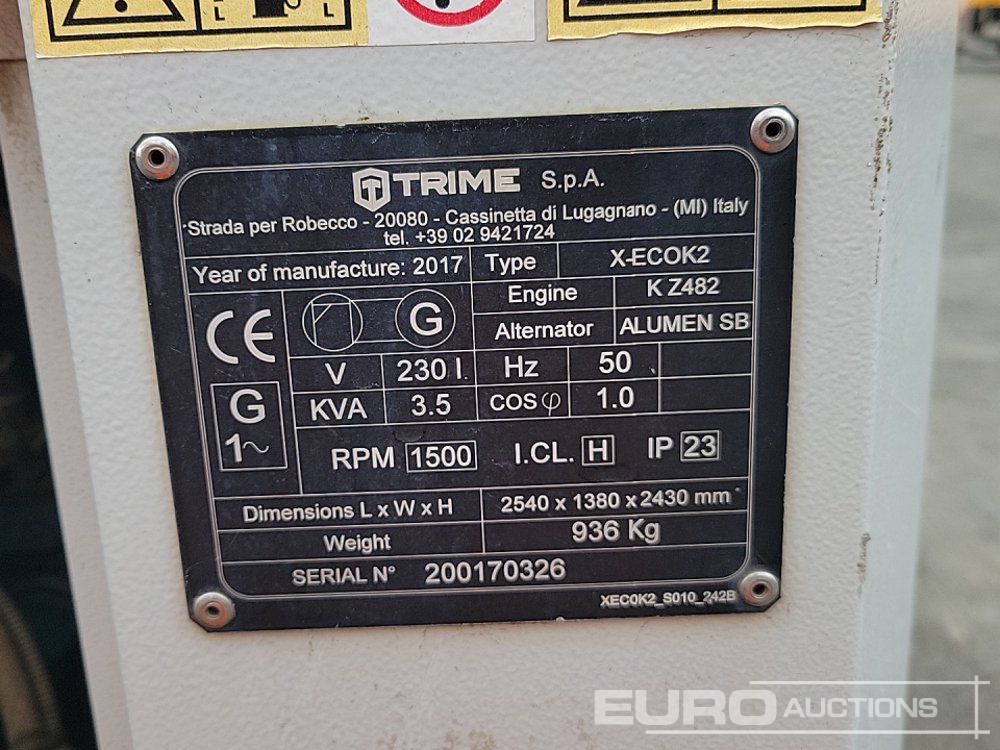 L L
TRIME S.p.A.
Strada per Robecco - 20080 - Cassinetta di Lugagnano - (MI) Italy
tel. +39 02 9421724
Year of manufacture: 2017 Type X-ECOK2
Engine K Z482
CE G Alternator ALUMEN SB
V 230 I Hz 50
G 1~ KVA 3.5 COS φ 1.0
RPM 1500 I.CL. H IP 23
Dimensions L x W x H 2540 x 1380 x 2430 mm
Weight 936 Kg
SERIAL N° 200170326
XECOK2_S010_242B
EURO AUCTIONS